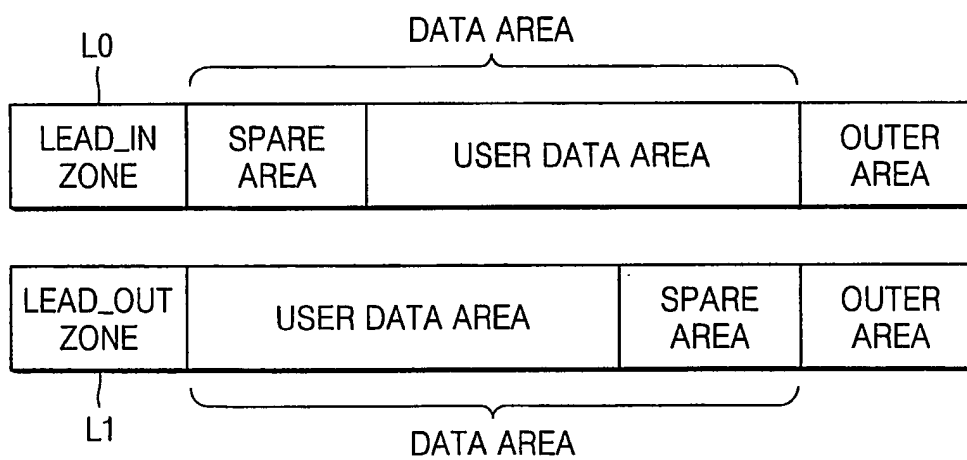 DATA AREA
L0
LEAD_IN
ZONE
SPARE
AREA
USER DATA AREA
OUTER
AREA
LEAD_OUT
ZONE
USER DATA AREA
SPARE
AREA
OUTER
AREA
L1
DATA AREA